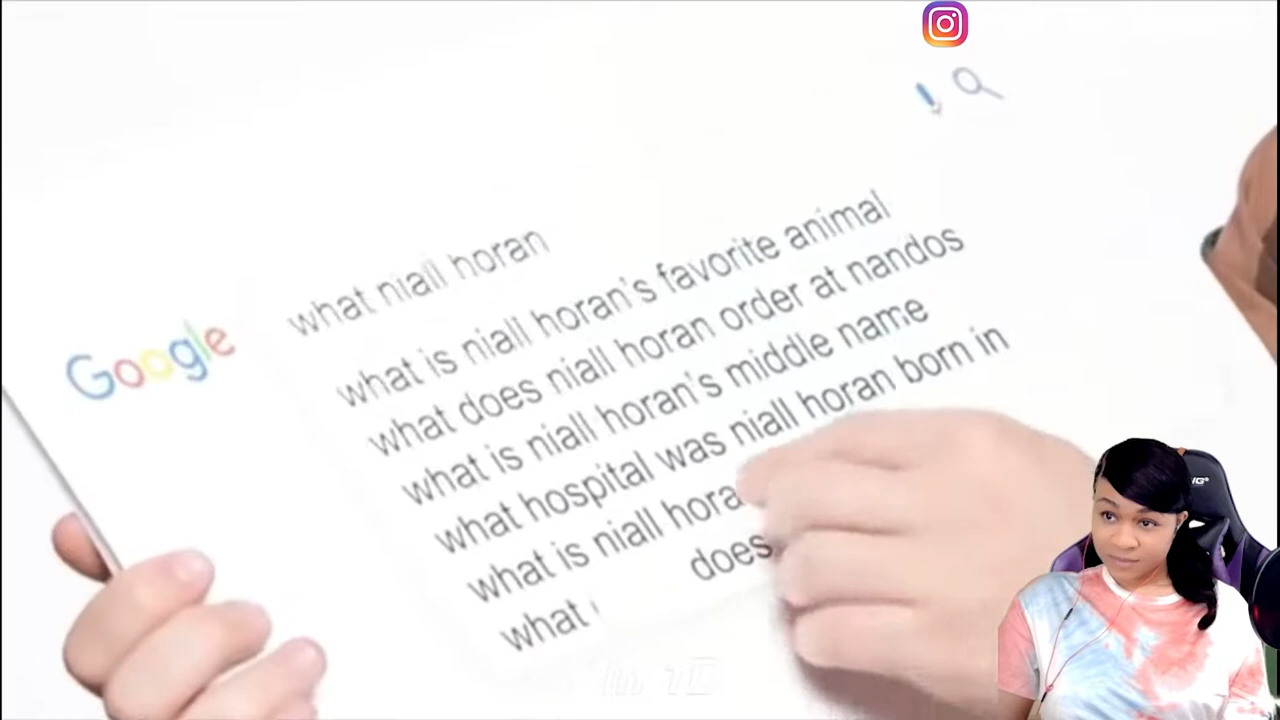 Google
what niall horan
what is niall horan's favorite animal
what does niall horan order at nandos
what is niall horan's middle name
what hospital was niall horan born in
what is niall hora
what
does